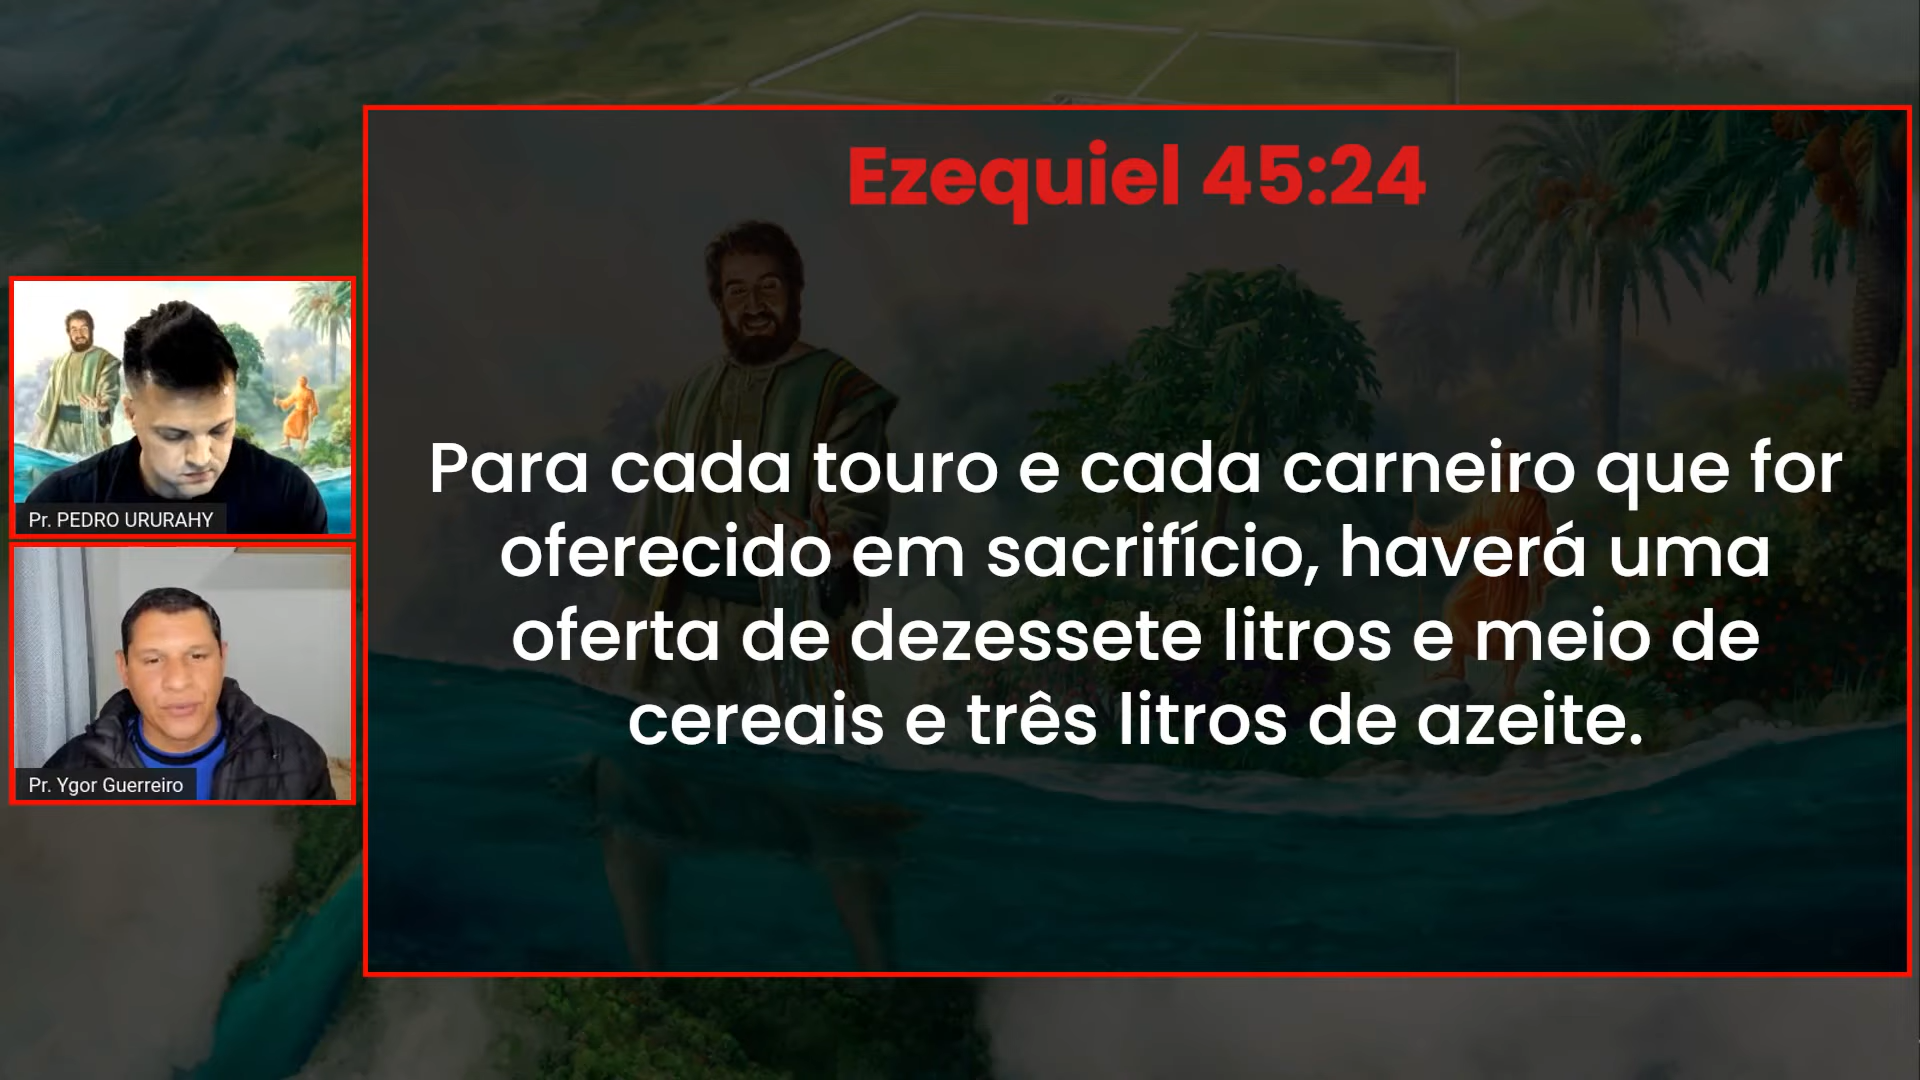 Ezequiel 45:24
Para cada touro e cada carneiro que for
oferecido em sacrifício, haverá uma
oferta de dezessete litros e meio de
cereais e três litros de azeite.
Pr. PEDRO URURAHY
Pr. Ygor Guerreiro